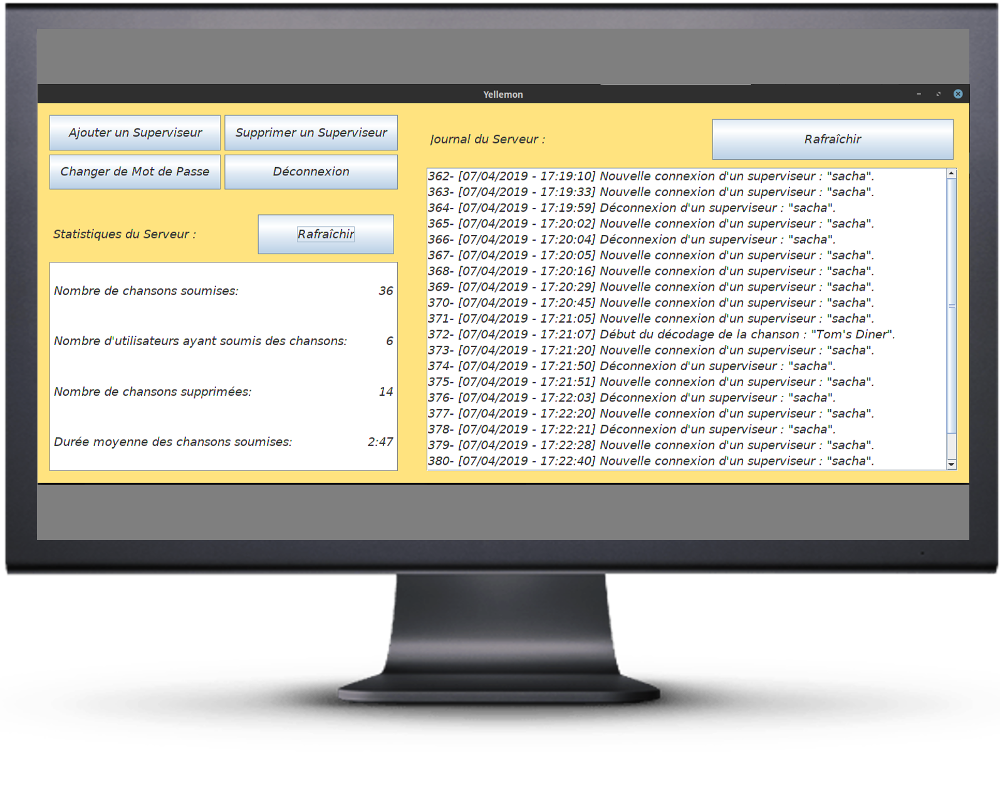 Yellemon
Ajouter un Superviseur
Supprimer un Superviseur
Changer de Mot de Passe
Déconnexion
Statistiques du Serveur :
Rafraîchir
Nombre de chansons soumises: 36
Nombre d'utilisateurs ayant soumis des chansons: 6
Nombre de chansons supprimées: 14
Durée moyenne des chansons soumises: 2:47
Journal du Serveur :
Rafraîchir
362- [07/04/2019 - 17:19:10] Nouvelle connexion d'un superviseur : "sacha".
363- [07/04/2019 - 17:19:33] Nouvelle connexion d'un superviseur : "sacha".
364- [07/04/2019 - 17:19:59] Déconnexion d'un superviseur : "sacha".
365- [07/04/2019 - 17:20:02] Nouvelle connexion d'un superviseur : "sacha".
366- [07/04/2019 - 17:20:04] Déconnexion d'un superviseur : "sacha".
367- [07/04/2019 - 17:20:05] Nouvelle connexion d'un superviseur : "sacha".
368- [07/04/2019 - 17:20:16] Nouvelle connexion d'un superviseur : "sacha".
369- [07/04/2019 - 17:20:29] Nouvelle connexion d'un superviseur : "sacha".
370- [07/04/2019 - 17:20:45] Nouvelle connexion d'un superviseur : "sacha".
371- [07/04/2019 - 17:21:05] Nouvelle connexion d'un superviseur : "sacha".
372- [07/04/2019 - 17:21:07] Début du décodage de la chanson : "Tom's Diner".
373- [07/04/2019 - 17:21:20] Nouvelle connexion d'un superviseur : "sacha".
374- [07/04/2019 - 17:21:50] Déconnexion d'un superviseur : "sacha".
375- [07/04/2019 - 17:21:51] Nouvelle connexion d'un superviseur : "sacha".
376- [07/04/2019 - 17:22:03] Déconnexion d'un superviseur : "sacha".
377- [07/04/2019 - 17:22:20] Nouvelle connexion d'un superviseur : "sacha".
378- [07/04/2019 - 17:22:21] Déconnexion d'un superviseur : "sacha".
379- [07/04/2019 - 17:22:28] Nouvelle connexion d'un superviseur : "sacha".
380- [07/04/2019 - 17:22:40] Nouvelle connexion d'un superviseur : "sacha".